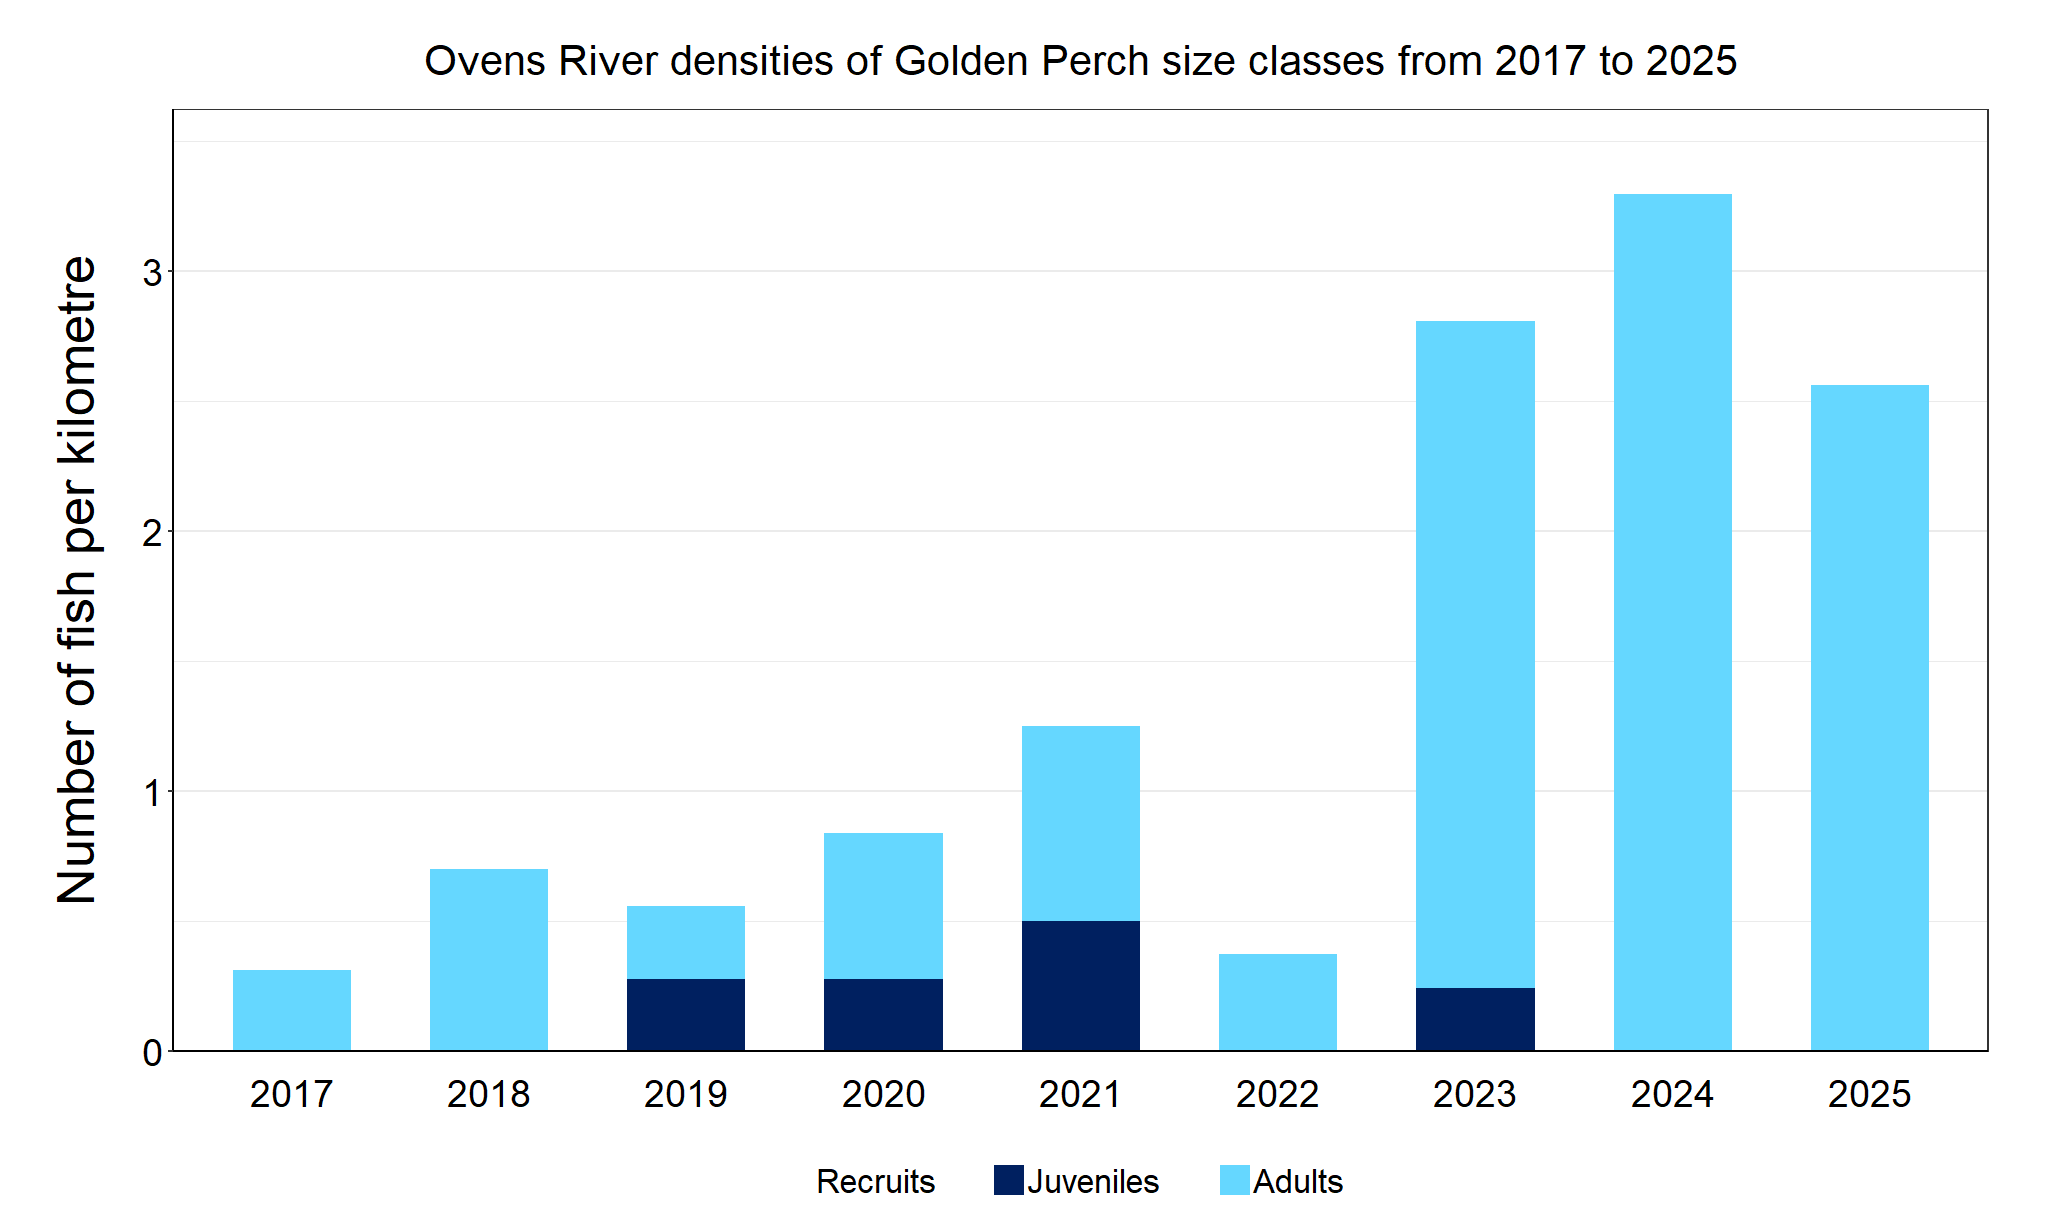 Ovens River densities of Golden Perch size classes from 2017 to 2025
Number of fish per kilometre
3
2
1
0
2017 2018 2019 2020 2021 2022 2023 2024 2025
Recruits Juveniles Adults